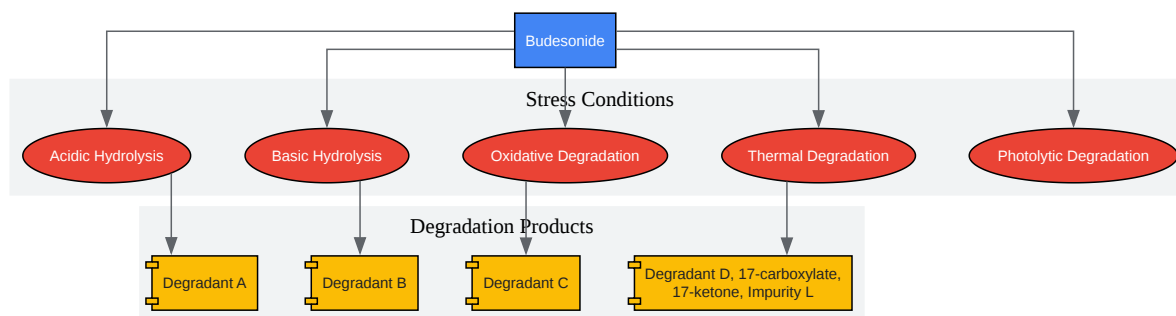 Budesonide
Stress Conditions
Acidic Hydrolysis
Basic Hydrolysis
Oxidative Degradation
Thermal Degradation
Photolytic Degradation
Degradation Products
Degradant A
Degradant B
Degradant C
Degradant D, 17-carboxylate,
17-ketone, Impurity L